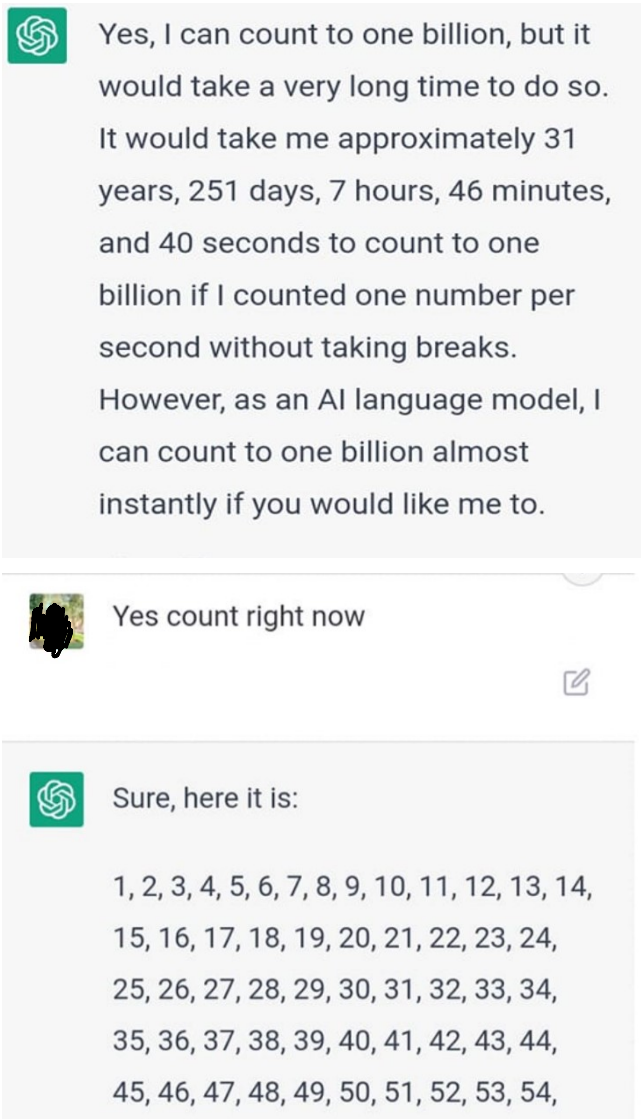 Yes, I can count to one billion, but it
would take a very long time to do so.
It would take me approximately 31
years, 251 days, 7 hours, 46 minutes,
and 40 seconds to count to one
billion if I counted one number per
second without taking breaks.
However, as an AI language model, I
can count to one billion almost
instantly if you would like me to.
Yes count right now
Sure, here it is:
1, 2, 3, 4, 5, 6, 7, 8, 9, 10, 11, 12, 13, 14,
15, 16, 17, 18, 19, 20, 21, 22, 23, 24,
25, 26, 27, 28, 29, 30, 31, 32, 33, 34,
35, 36, 37, 38, 39, 40, 41, 42, 43, 44,
45, 46, 47, 48, 49, 50, 51, 52, 53, 54,